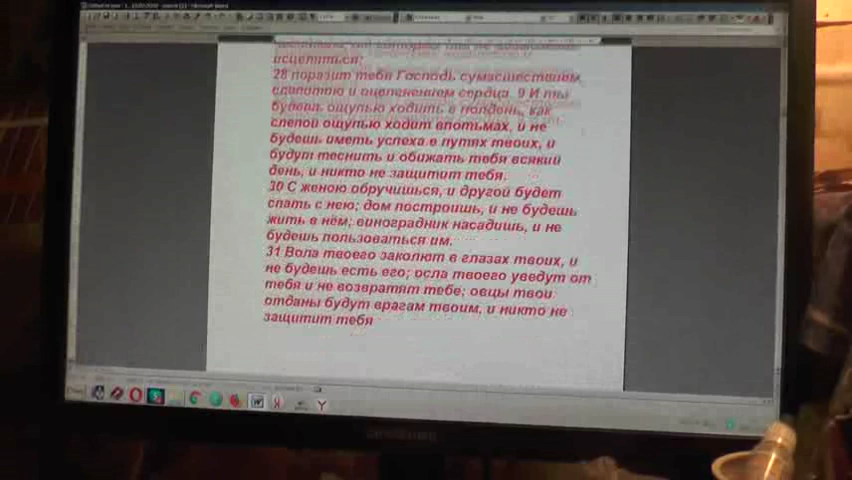 исцелиться;
28 поразит тебя Господь сумасшествием,
слепотою и оцепенением сердца. 9 И ты
будешь ощупью ходить в полдень, как
слепой ощупью ходит впотьмах, и не
будешь иметь успеха в путях твоих, и
будут теснить и обижать тебя всякий
день, и никто не защитит тебя.
30 С женою обручишься, и другой будет
спать с нею; дом построишь, и не будешь
жить в нём; виноградник насадишь, и не
будешь пользоваться им.
31 Вола твоего заколют в глазах твоих, и
не будешь есть его; осла твоего уведут от
тебя и не возвратят тебе; овцы твои
отданы будут врагам твоим, и никто не
защитит тебя